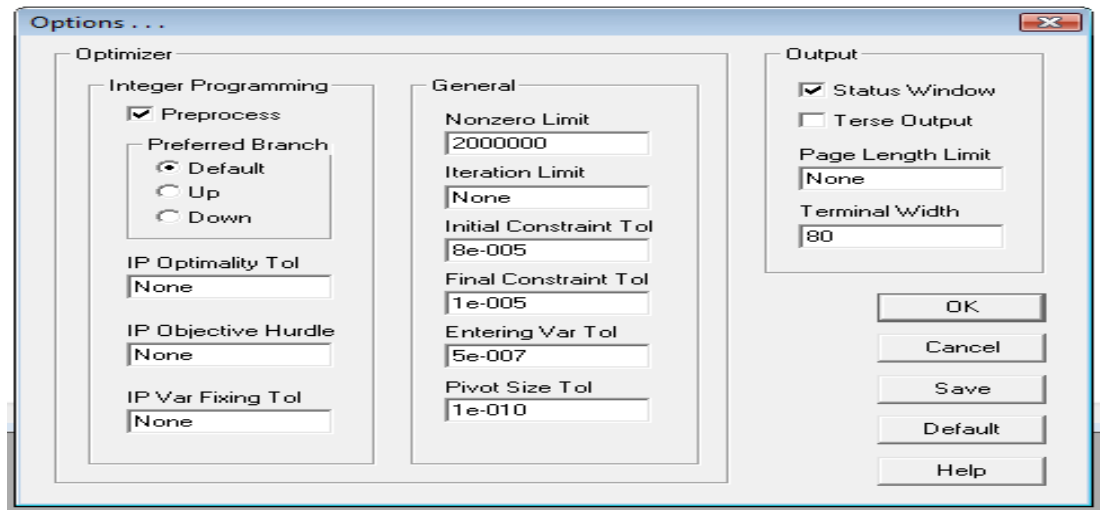 Options . . .
Optimizer
Integer Programming
Preprocess
Preferred Branch
Default
Up
Down
IP Optimality Tol
None
IP Objective Hurdle
None
IP Var Fixing Tol
None
General
Nonzero Limit
2000000
Iteration Limit
None
Initial Constraint Tol
8e-005
Final Constraint Tol
1e-005
Entering Var Tol
5e-007
Pivot Size Tol
1e-010
Output
Status Window
Terse Output
Page Length Limit
None
Terminal Width
80
OK
Cancel
Save
Default
Help